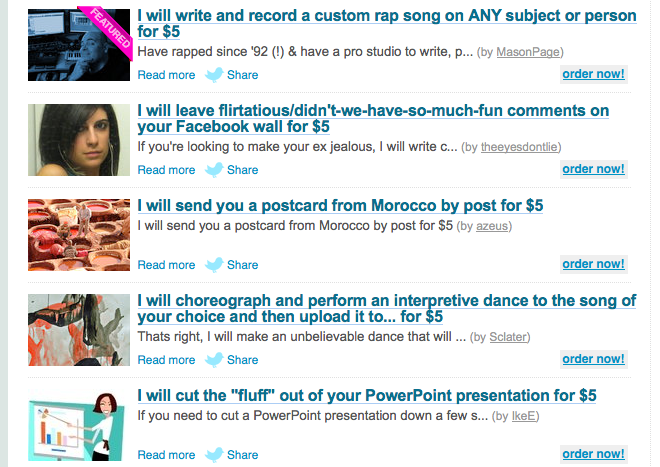 FEATURED
I will write and record a custom rap song on ANY subject or person
for $5
Have rapped since '92 (!) & have a pro studio to write, p... (by MasonPage)
Read more Share order now!
I will leave flirtatious/didn't-we-have-so-much-fun comments on
your Facebook wall for $5
If you're looking to make your ex jealous, I will write c... (by theeyesdontlie)
Read more Share order now!
I will send you a postcard from Morocco by post for $5
I will send you a postcard from Morocco by post for $5 (by azeus)
Read more Share order now!
I will choreograph and perform an interpretive dance to the song of
your choice and then upload it to... for $5
Thats right, I will make an unbelievable dance that will ... (by Sclater)
Read more Share order now!
I will cut the "fluff" out of your PowerPoint presentation for $5
If you need to cut a PowerPoint presentation down a few s... (by IkeE)
Read more Share order now!